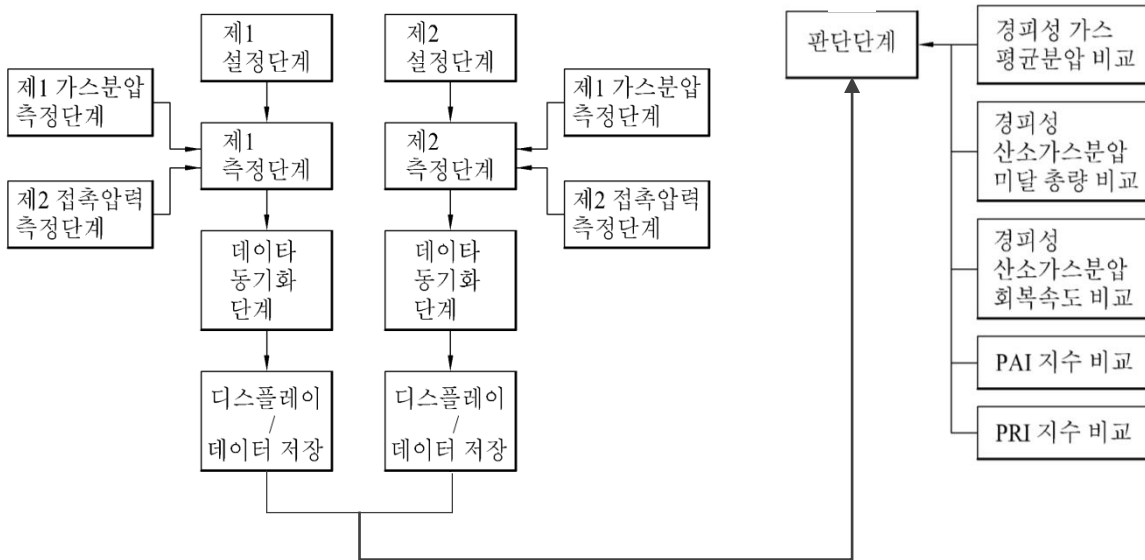 제1
설정단계
제2
설정단계
판단단계
경피성 가스
평균분압 비교
제1 가스분압
측정단계
제1
측정단계
제2
측정단계
제1 가스분압
측정단계
경피성
산소가스분압
미달 총량 비교
제2 접촉압력
측정단계
제2 접촉압력
측정단계
데이타
동기화
단계
데이타
동기화
단계
경피성
산소가스분압
회복속도 비교
디스플레이
/
데이터 저장
디스플레이
/
데이터 저장
PAI 지수 비교
PRI 지수 비교